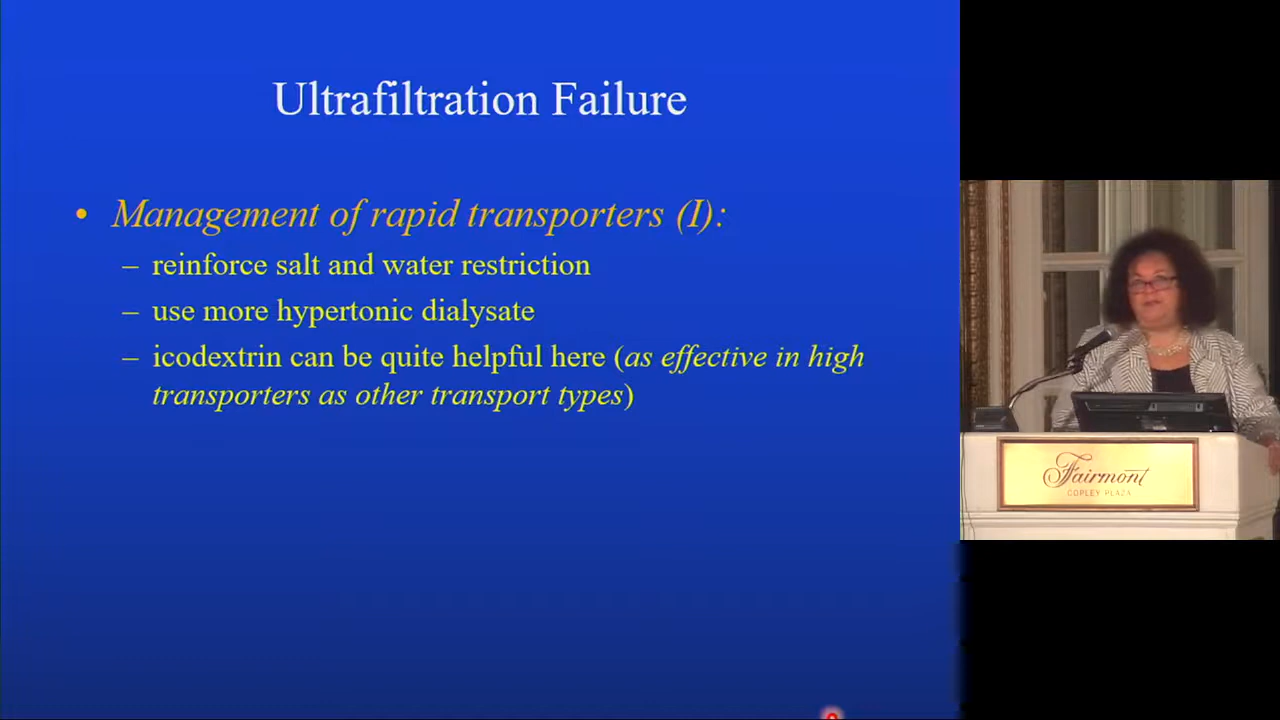 Ultrafiltration Failure
• Management of rapid transporters (I):
– reinforce salt and water restriction
– use more hypertonic dialysate
– icodextrin can be quite helpful here (as effective in high
transporters as other transport types)
Fairmont
COPLEY PLAZA